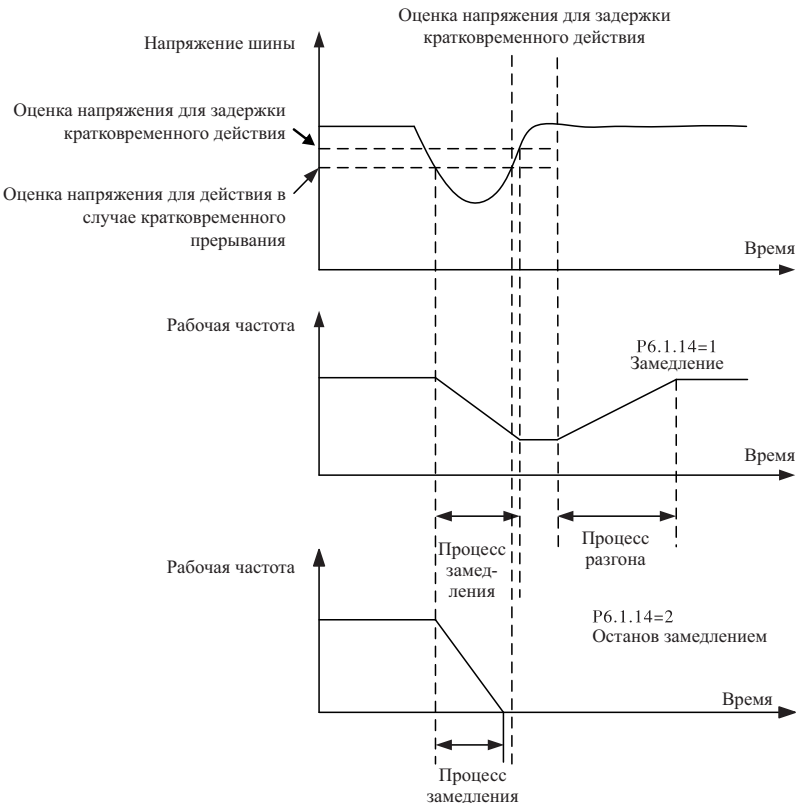 Оценка напряжения для задержки
кратковременного действия
Напряжение шины
Оценка напряжения для задержки
кратковременного действия
Оценка напряжения для действия в
случае кратковременного
прерывания
Время
Рабочая частота
P6.1.14=1
Замедление
Время
Процесс
замед-
ления
Процесс
разгона
Рабочая частота
P6.1.14=2
Останов замедлением
Время
Процесс
замедления